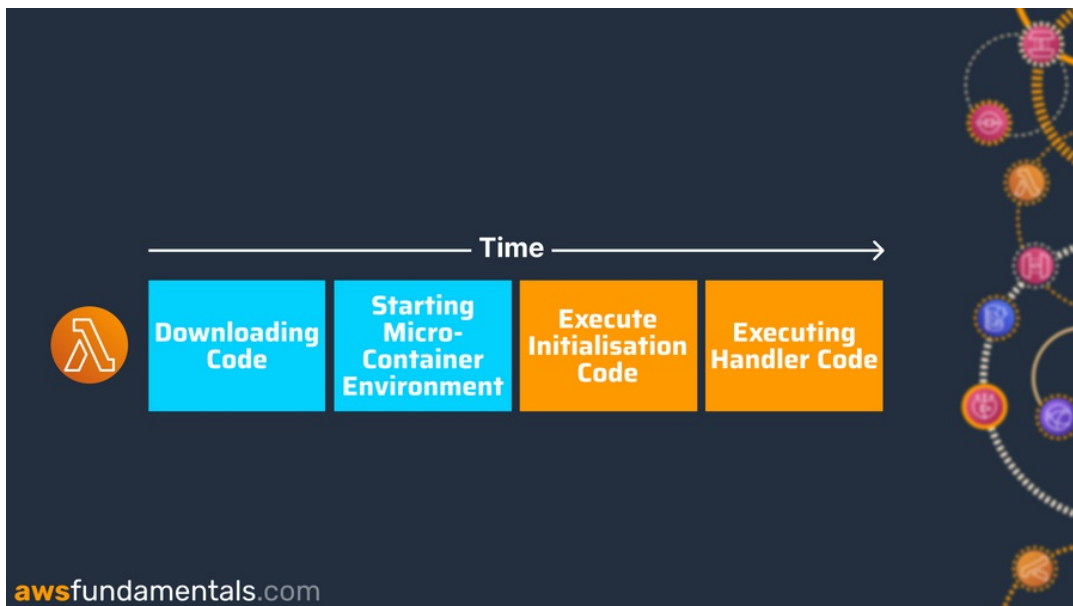 Time
Downloading
Code
Starting
Micro-
Container
Environment
Execute
Initialisation
Code
Executing
Handler Code
awsfundamentals.com